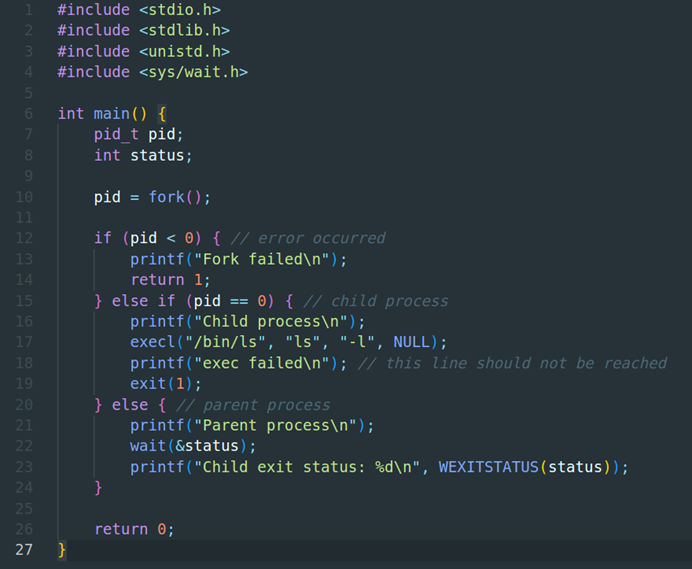 1 #include <stdio.h>
2 #include <stdlib.h>
3 #include <unistd.h>
4 #include <sys/wait.h>
5
6 int main() {
7     pid_t pid;
8     int status;
9
10     pid = fork();
11
12     if (pid < 0) { // error occurred
13         printf("Fork failed\n");
14         return 1;
15     } else if (pid == 0) { // child process
16         printf("Child process\n");
17         execl("/bin/ls", "ls", "-l", NULL);
18         printf("exec failed\n"); // this line should not be reached
19         exit(1);
20     } else { // parent process
21         printf("Parent process\n");
22         wait(&status);
23         printf("Child exit status: %d\n", WEXITSTATUS(status));
24     }
25
26     return 0;
27 }